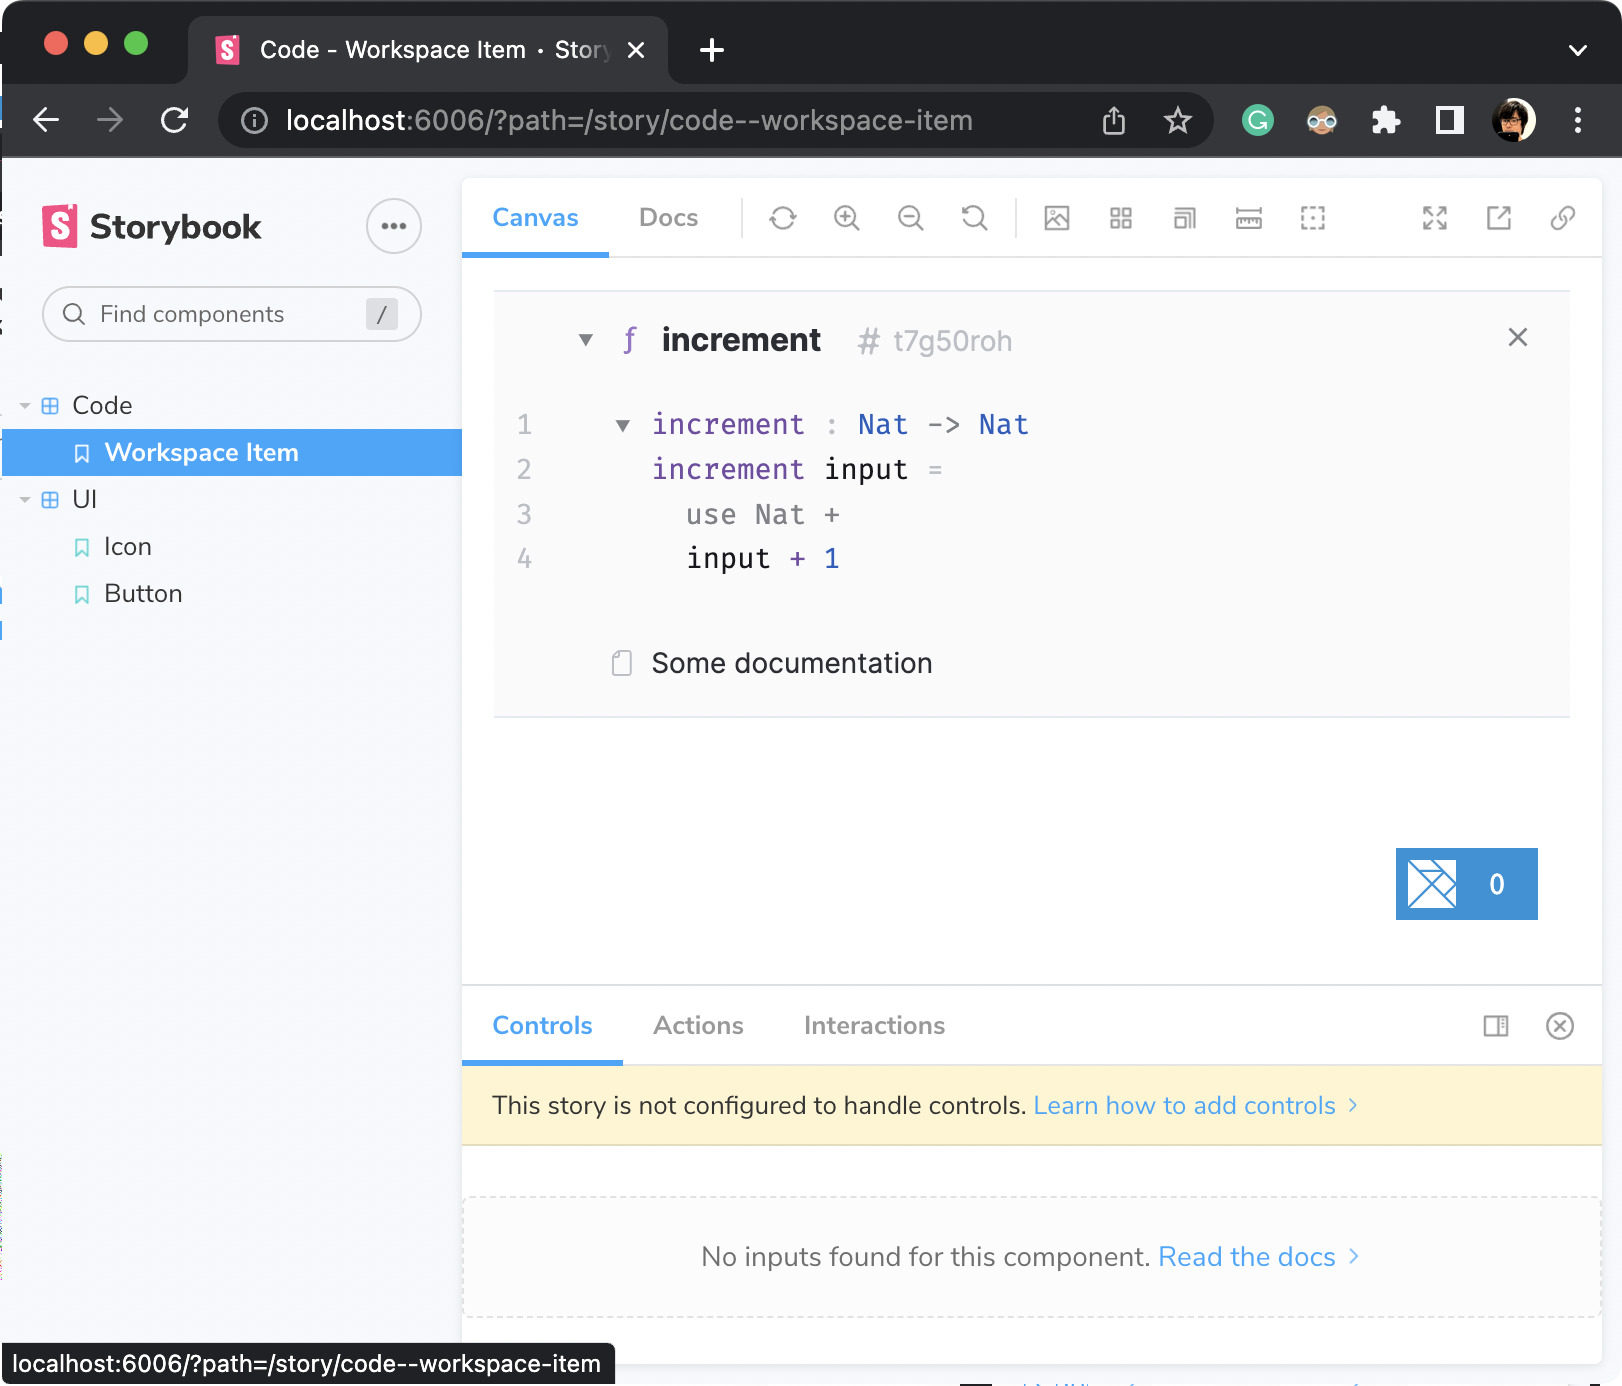 Code - Workspace Item • Story
localhost:6006/?path=/story/code--workspace-item
Storybook
Find components /
Code
Workspace Item
UI
Icon
Button
Canvas Docs
increment # t7g50roh
1 increment : Nat -> Nat
2 increment input =
3 use Nat +
4 input + 1
Some documentation
0
Controls Actions Interactions
This story is not configured to handle controls. Learn how to add controls
No inputs found for this component. Read the docs
localhost:6006/?path=/story/code--workspace-item